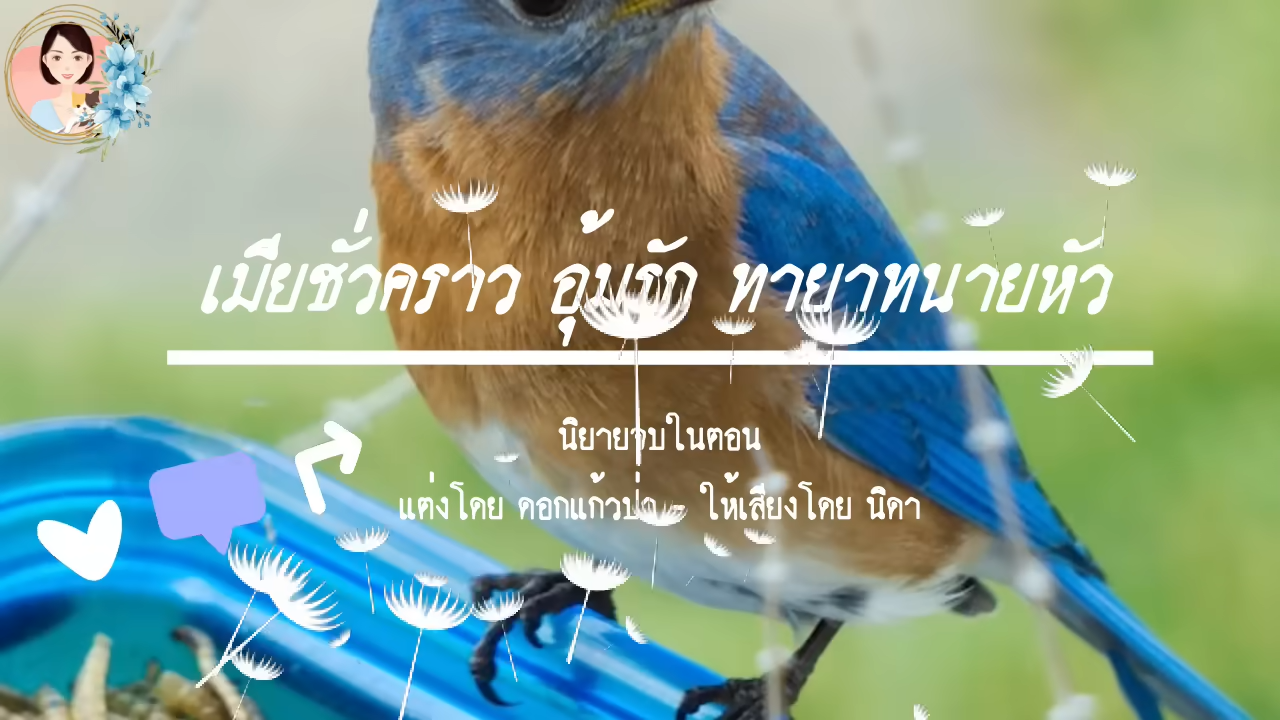 เมียชั่วคราว อุ้มรัก ทายาทนายหัว
นิยายจบในตอน
แต่งโดย ดอกแก้วป่า - ให้เสียงโดย นิดา